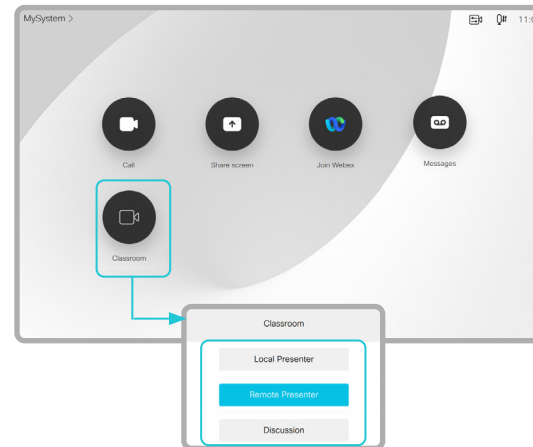 MySystem >
Call
Share screen
Join Webex
Messages
Classroom
Classroom
Local Presenter
Remote Presenter
Discussion